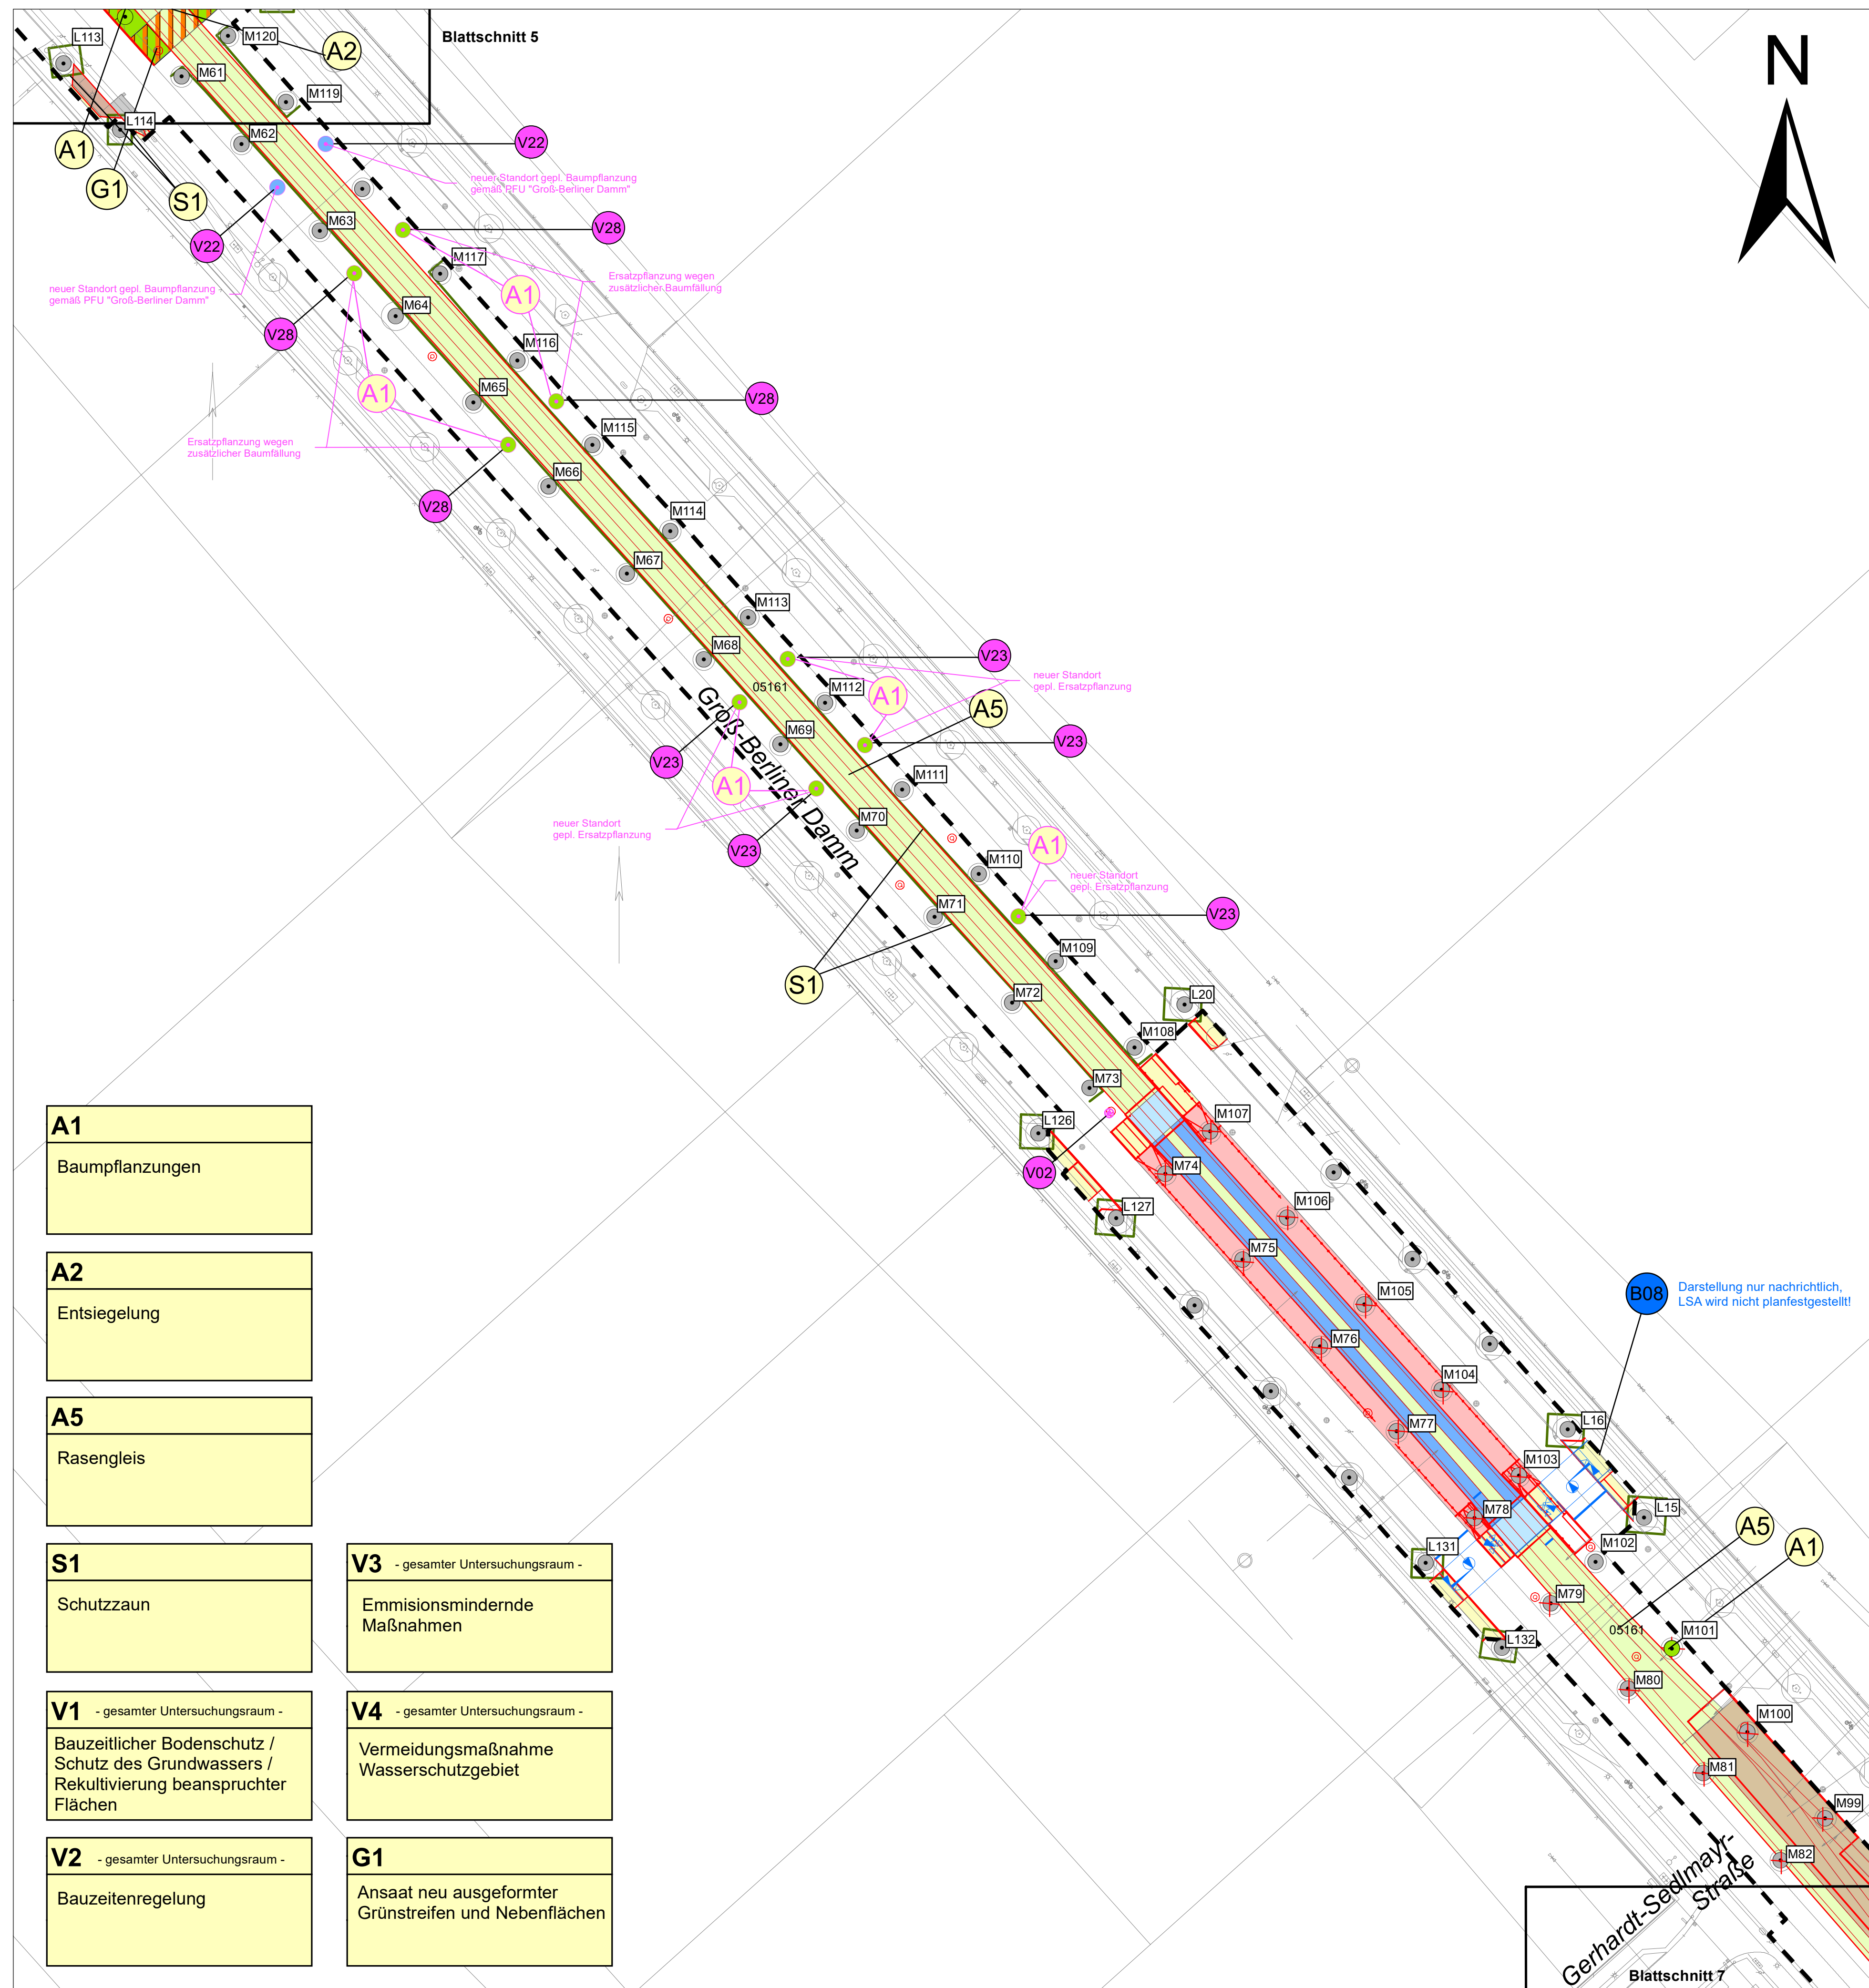 Blattschnitt 5
N
L113
M120
A2
M61
M119
L114
M62
V22
A1
neuer Standort gepl. Baumpflanzung
gemäß PFU "Groß-Berliner Damm"
G1
S1
M63
V28
V22
M117
Ersatzpflanzung wegen
zusätzlicher Baumfällung
A1
neuer Standort gepl. Baumpflanzung
gemäß PFU "Groß-Berliner Damm"
M64
V28
M116
A1
M65
V28
M115
Ersatzpflanzung wegen
zusätzlicher Baumfällung
M66
V28
M114
M67
M113
M68
V23
neuer Standort
gepl. Ersatzpflanzung
05161
M112
A1
A5
Groß-Berliner Damm
M69
V23
V23
M111
A1
neuer Standort
gepl. Ersatzpflanzung
M70
V23
A1
M110
neuer Standort
gepl. Ersatzpflanzung
M71
V23
M109
S1
M72
L20
M108
M73
M107
L126
V02
M74
M106
L127
M75
M105
B08
Darstellung nur nachrichtlich,
LSA wird nicht planfestgestellt!
M76
M104
M77
L16
M103
M78
L15
A5
M102
A1
L131
M79
05161
M101
L132
M80
M100
M81
M99
M82
Gerhardt-Sedlmayr-
Straße
Blattschnitt 7
A1
Baumpflanzungen
A2
Entsiegelung
A5
Rasengleis
S1
Schutzzaun
V3 - gesamter Untersuchungsraum -
Emmisionsmindernde
Maßnahmen
V1 - gesamter Untersuchungsraum -
Bauzeitlicher Bodenschutz /
Schutz des Grundwassers /
Rekultivierung beanspruchter
Flächen
V4 - gesamter Untersuchungsraum -
Vermeidungsmaßnahme
Wasserschutzgebiet
V2 - gesamter Untersuchungsraum -
Bauzeitenregelung
G1
Ansaat neu ausgeformter
Grünstreifen und Nebenflächen